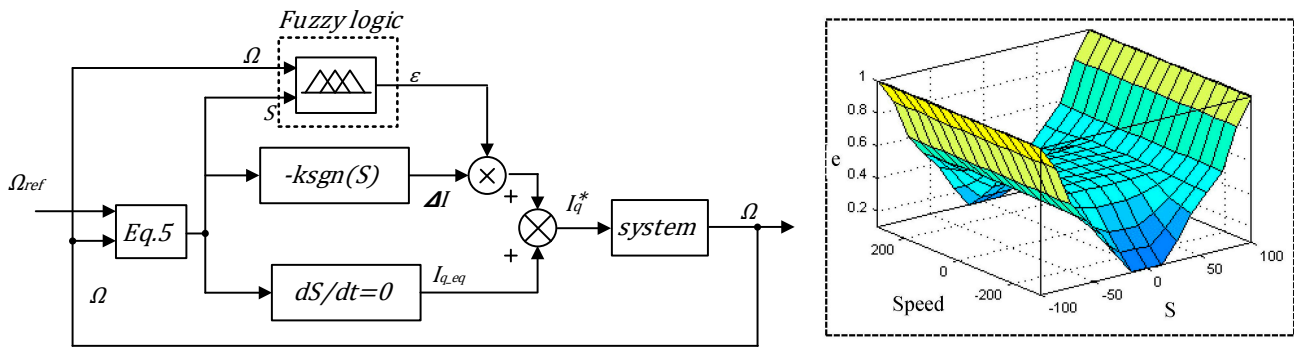 Fuzzy logic
Ω
ε
S
Ωref
-ksgn(S)
ΔI
+
Iq*
Eq.5
system
Ω
+
Iq_eq
dS/dt=0
Ω
1
0.8
0.6
0.4
0.2
e
200
0
-200
Speed
-100
-50
0
50
100
S